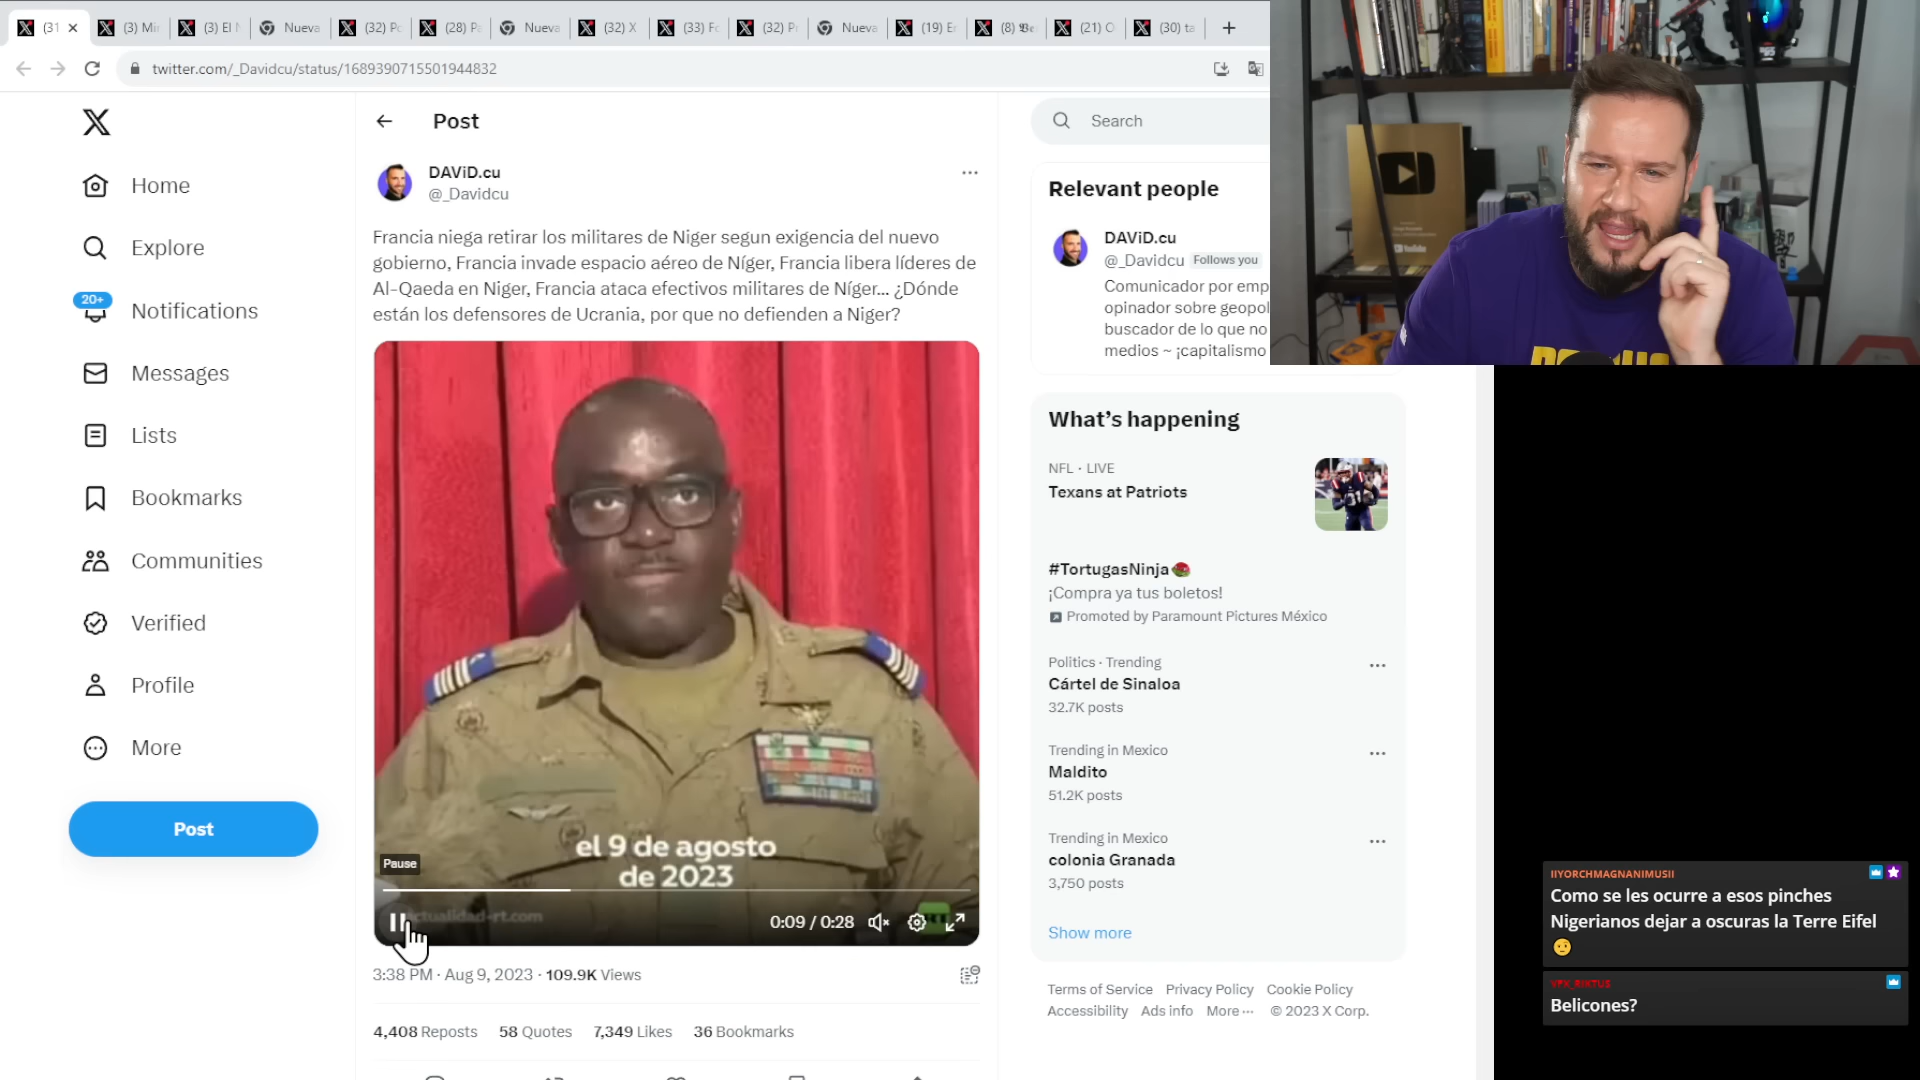 (31
(3) Mi
(3) El N
Nueva
(32) Po
(28) Pa
Nueva
(32) X
(33) Fo
(32) Pi
Nueva
(19) E
(21) O
(30) ta
twitter.com/_Davidcu/status/1689390715501944832
Home
Explore
20+
Notifications
Messages
Lists
Bookmarks
Communities
Verified
Profile
More
Post
Post
DAViD.cu
@_Davidcu
Francia niega retirar los militares de Niger segun exigencia del nuevo
gobierno, Francia invade espacio aéreo de Níger, Francia libera líderes de
Al-Qaeda en Niger, Francia ataca efectivos militares de Níger... ¿Dónde
están los defensores de Ucrania, por que no defienden a Niger?
el 9 de agosto
de 2023
Pause
actualidad-rt.com
0:09 / 0:28
3:38 PM · Aug 9, 2023 · 109.9K Views
4,408 Reposts 58 Quotes 7,349 Likes 36 Bookmarks
Search
Relevant people
DAViD.cu
@_Davidcu Follows you
Comunicador por emp
opinador sobre geopol
buscador de lo que no
medios ~ ¡capitalismo
What's happening
NFL · LIVE
Texans at Patriots
#TortugasNinja
¡Compra ya tus boletos!
Promoted by Paramount Pictures México
Politics · Trending
Cártel de Sinaloa
32.7K posts
Trending in Mexico
Maldito
51.2K posts
Trending in Mexico
colonia Granada
3,750 posts
Show more
Terms of Service Privacy Policy Cookie Policy
Accessibility Ads info More ··· © 2023 X Corp.
YouTube
IIYORCHMAGNANIMUSII
Como se les ocurre a esos pinches
Nigerianos dejar a oscuras la Terre Eifel
Belicones?